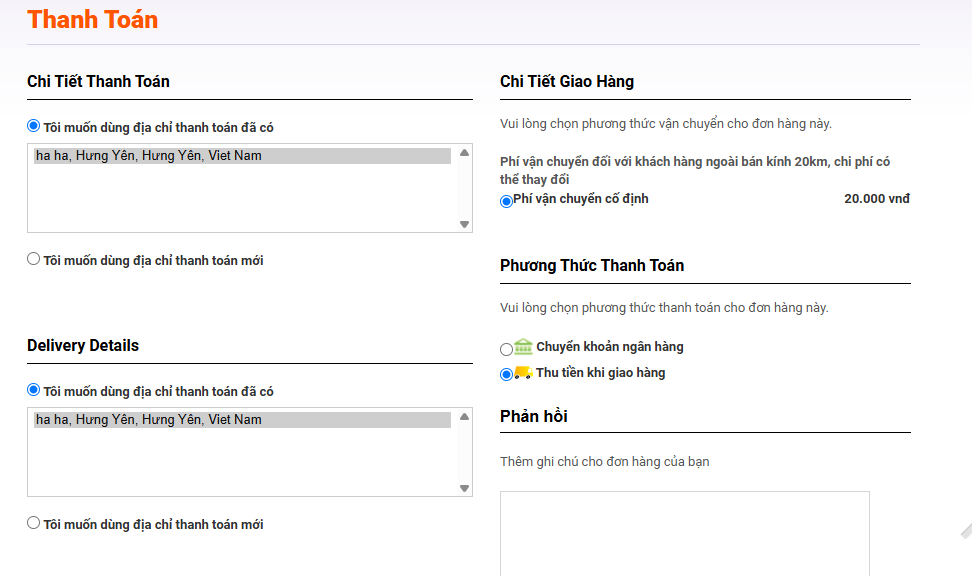 Thanh Toán
Chi Tiết Thanh Toán
Tôi muốn dùng địa chỉ thanh toán đã có
ha ha, Hưng Yên, Hưng Yên, Viet Nam
Tôi muốn dùng địa chỉ thanh toán mới
Delivery Details
Tôi muốn dùng địa chỉ thanh toán đã có
ha ha, Hưng Yên, Hưng Yên, Viet Nam
Tôi muốn dùng địa chỉ thanh toán mới
Chi Tiết Giao Hàng
Vui lòng chọn phương thức vận chuyển cho đơn hàng này.
Phí vận chuyển đối với khách hàng ngoài bán kính 20km, chi phí có
thể thay đổi
Phí vận chuyển cố định 20.000 vnđ
Phương Thức Thanh Toán
Vui lòng chọn phương thức thanh toán cho đơn hàng này.
Chuyển khoản ngân hàng
Thu tiền khi giao hàng
Phản hồi
Thêm ghi chú cho đơn hàng của bạn